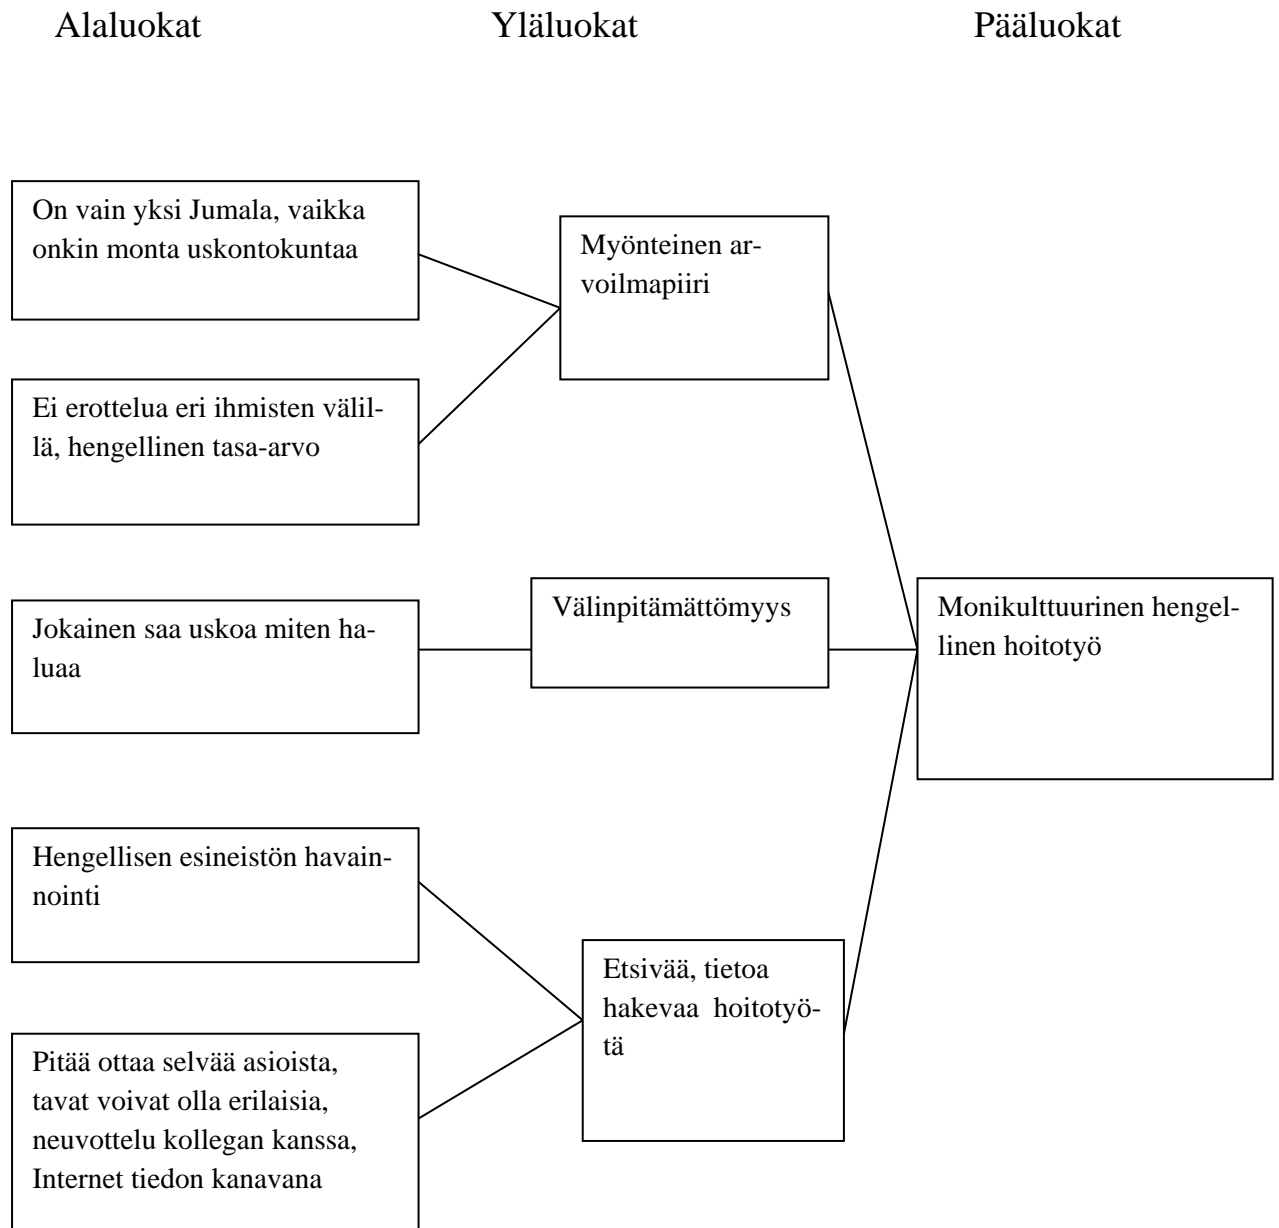 Alaluokat
Yläluokat
Pääluokat
On vain yksi Jumala, vaikka
onkin monta uskontokuntaa
Myönteinen ar-
voilmapiiri
Ei erottelua eri ihmisten välil-
lä, hengellinen tasa-arvo
Jokainen saa uskoa miten ha-
luaa
Välinpitämättömyys
Monikulttuurinen hengel-
linen hoitotyö
Hengellisen esineistön havain-
nointi
Etsivää, tietoa
hakevaa hoitotyö-
tä
Pitää ottaa selvää asioista,
tavat voivat olla erilaisia,
neuvottelu kollegan kanssa,
Internet tiedon kanavana